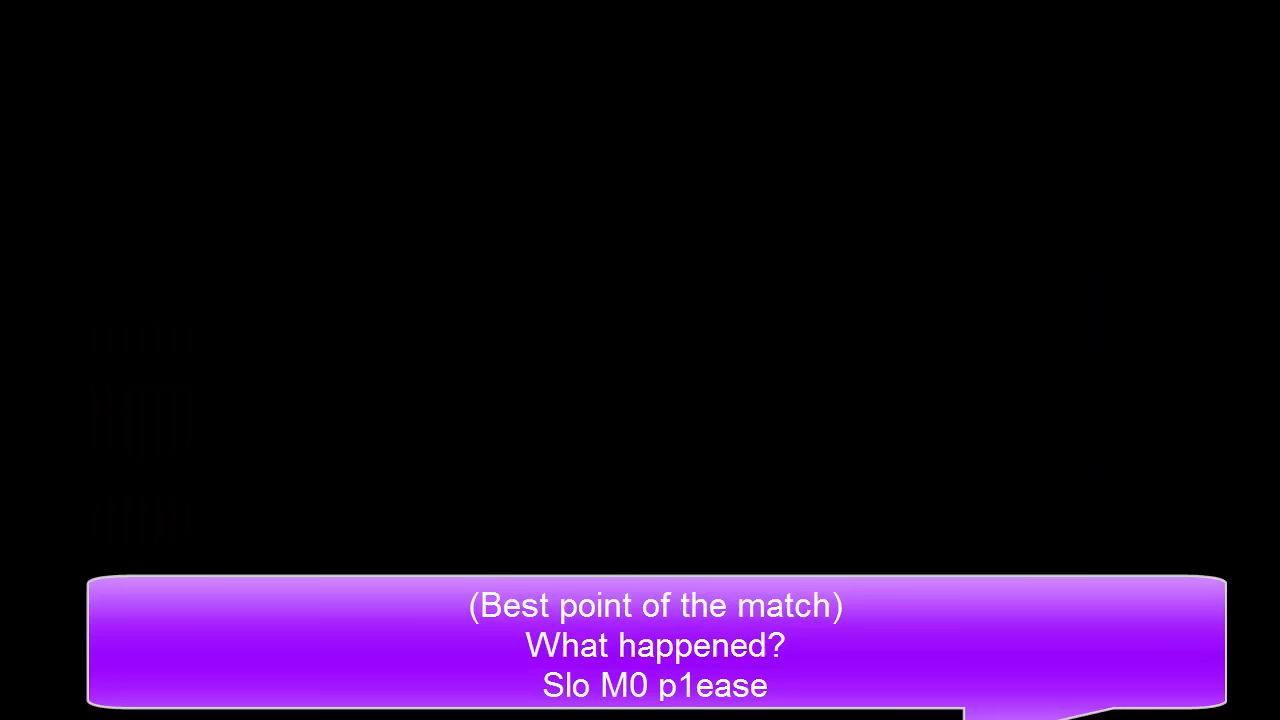 (Best point of the match)
What happened?
Slo M0 p1ease